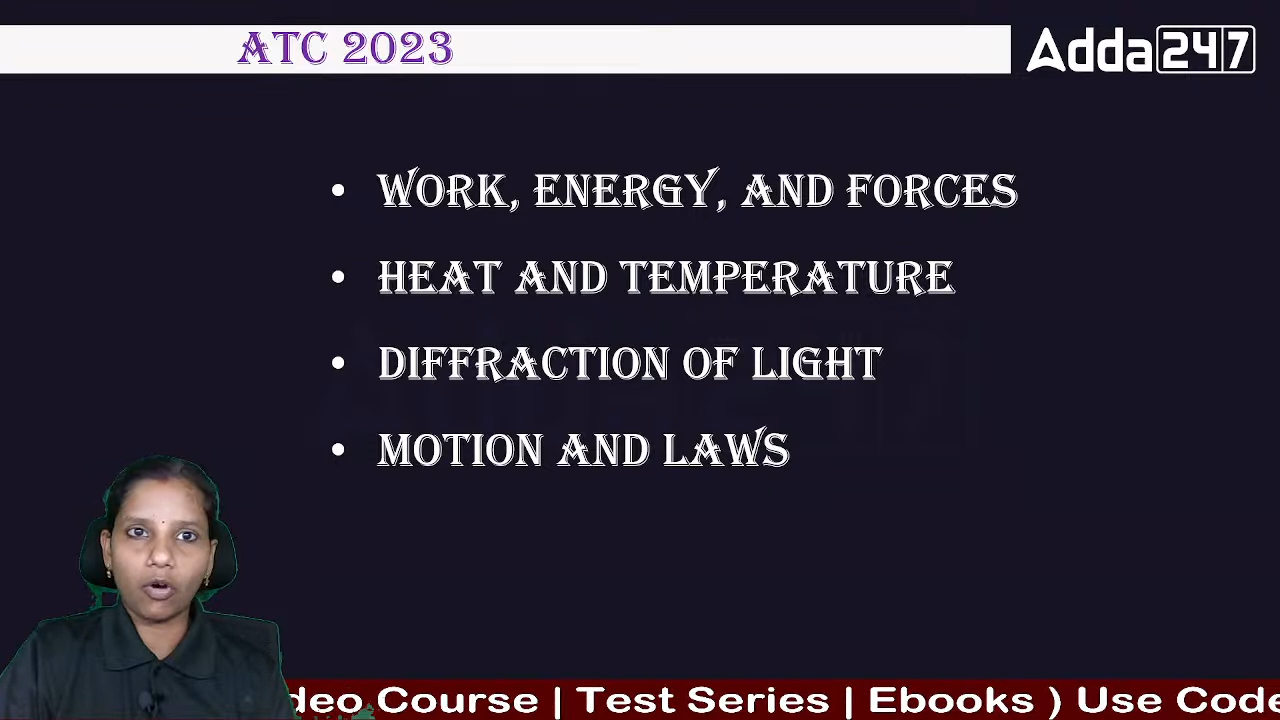 ATC 2023
Adda247
• WORK, ENERGY, AND FORCES
• HEAT AND TEMPERATURE
• DIFFRACTION OF LIGHT
• MOTION AND LAWS
deo Course | Test Series | Ebooks ) Use Code